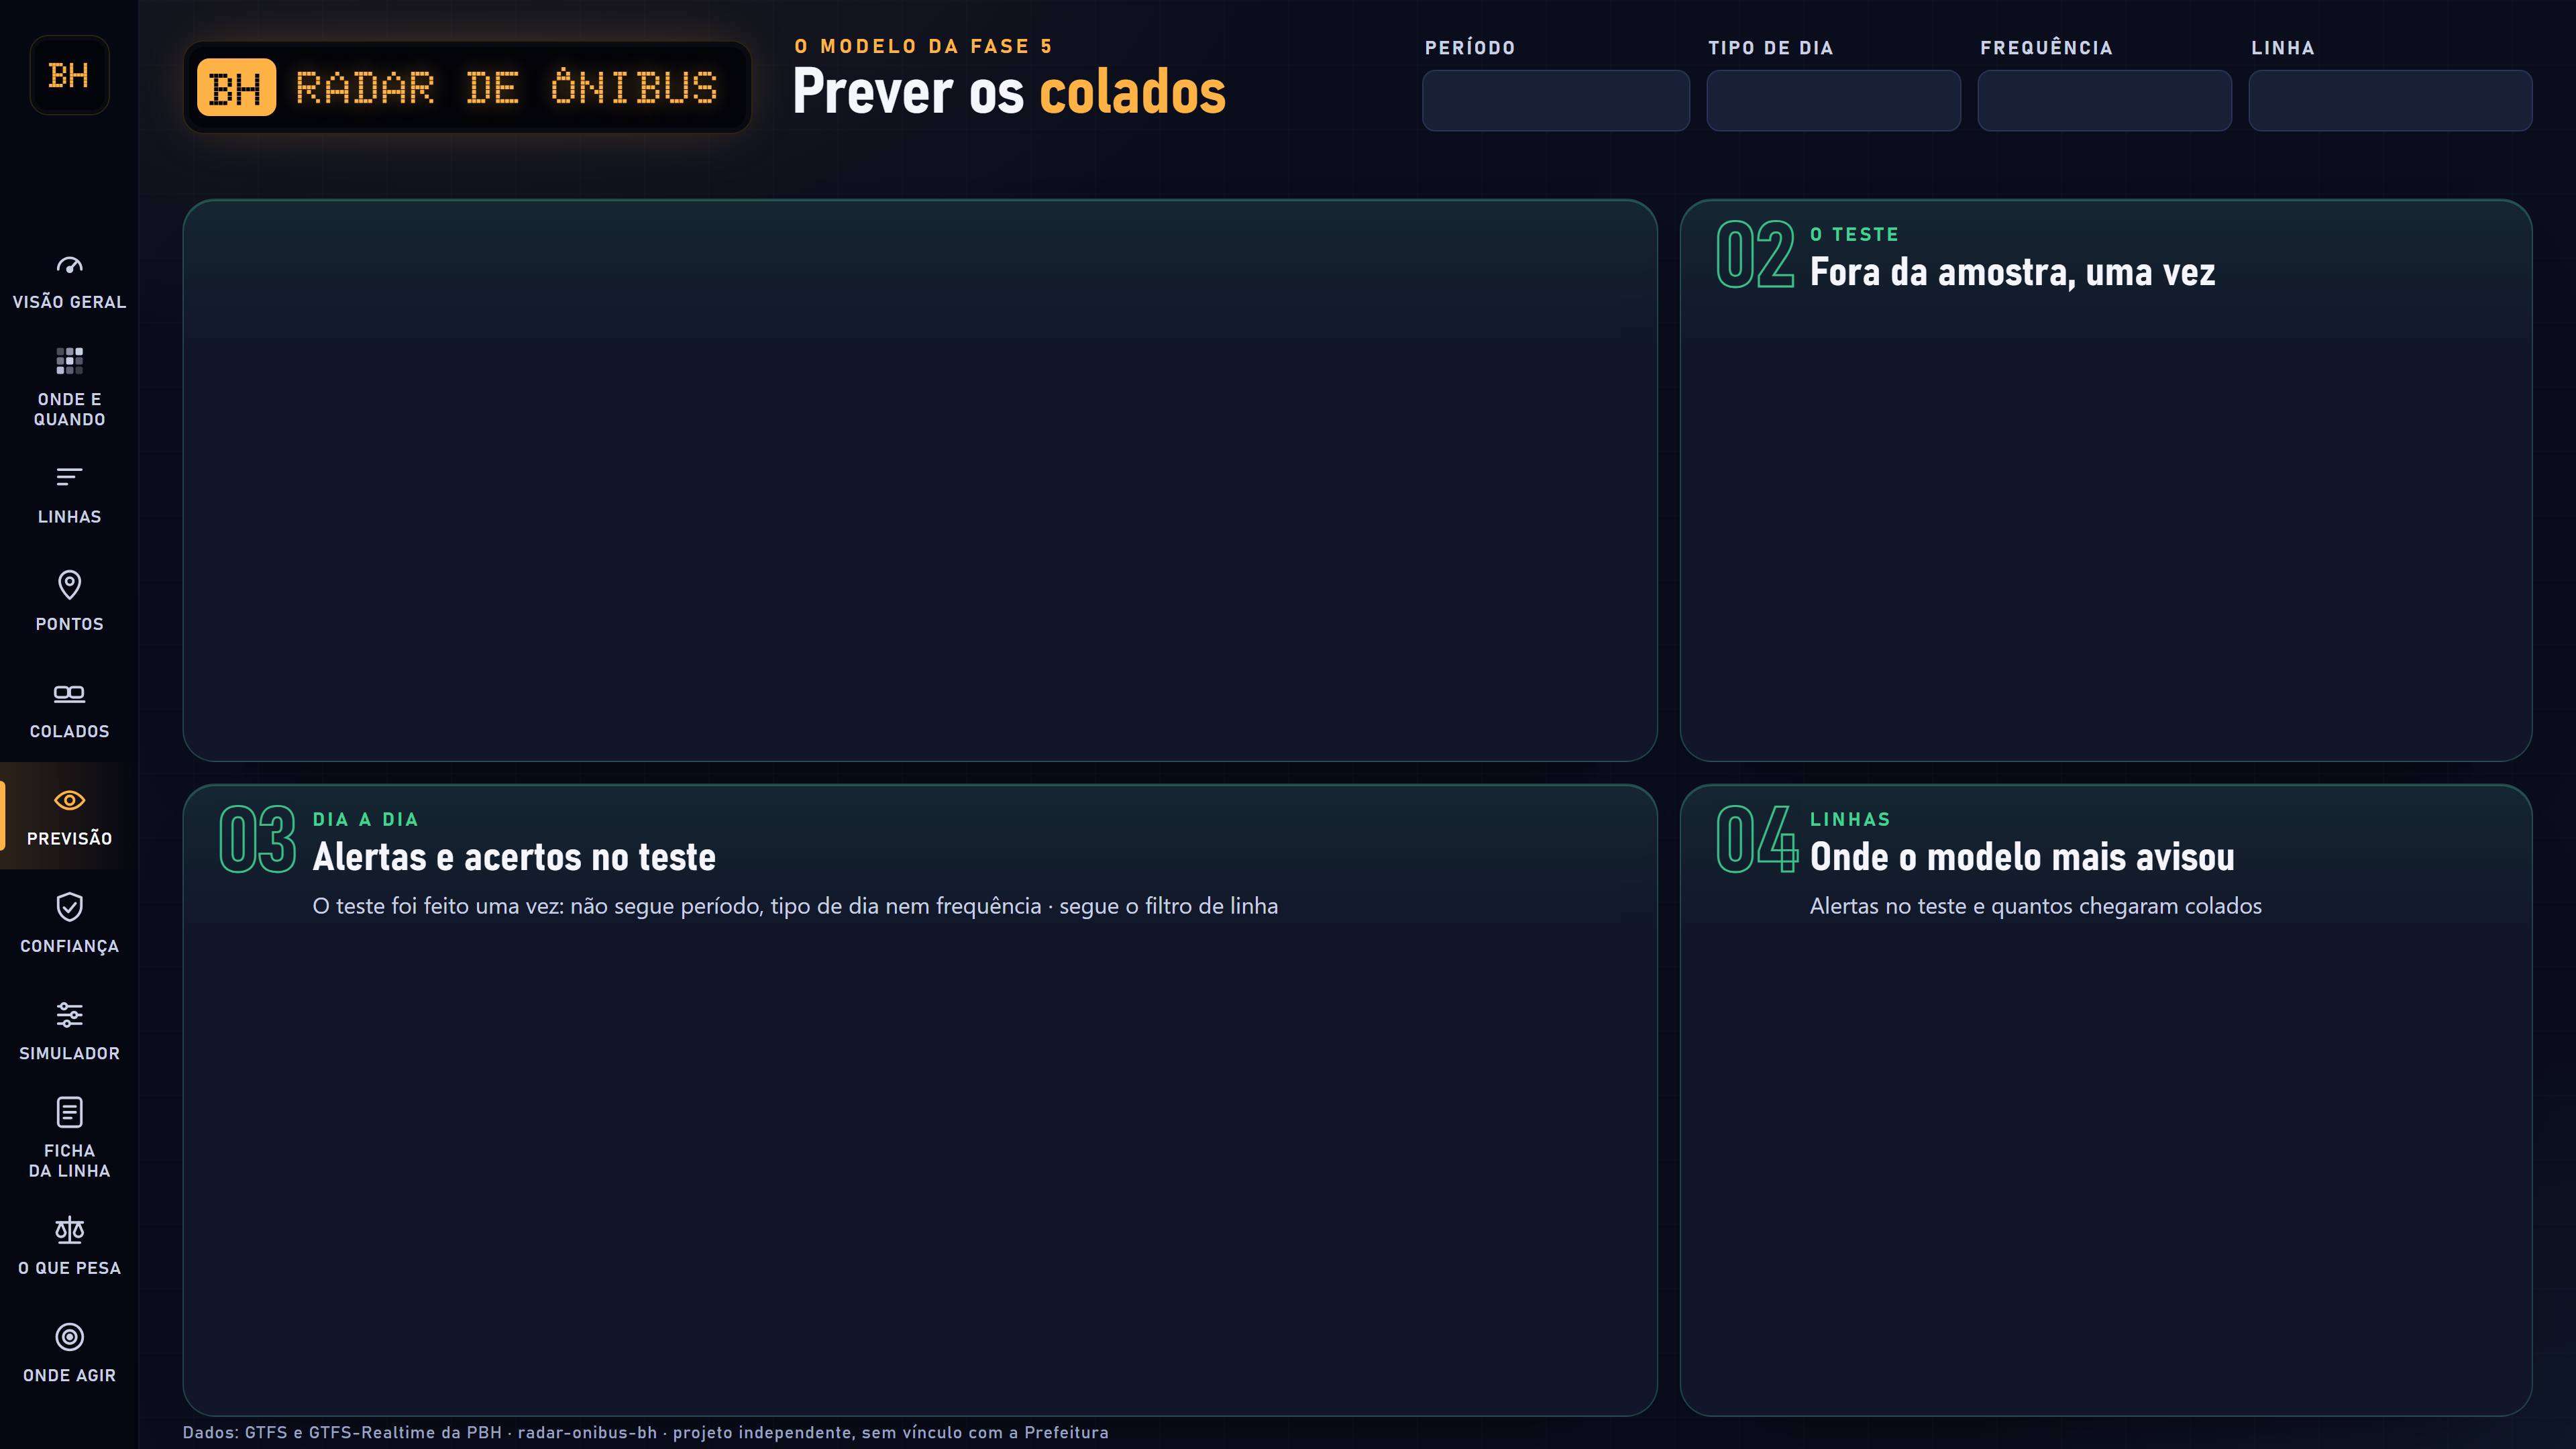 BH
BH RADAR DE ÔNIBUS
O MODELO DA FASE 5
Prever os colados
PERÍODO
TIPO DE DIA
FREQUÊNCIA
LINHA
VISÃO GERAL
ONDE E
QUANDO
LINHAS
PONTOS
COLADOS
PREVISÃO
CONFIANÇA
SIMULADOR
FICHA
DA LINHA
O QUE PESA
ONDE AGIR
02
O TESTE
Fora da amostra, uma vez
03
DIA A DIA
Alertas e acertos no teste
O teste foi feito uma vez: não segue período, tipo de dia nem frequência · segue o filtro de linha
04
LINHAS
Onde o modelo mais avisou
Alertas no teste e quantos chegaram colados
Dados: GTFS e GTFS-Realtime da PBH · radar-onibus-bh · projeto independente, sem vínculo com a Prefeitura